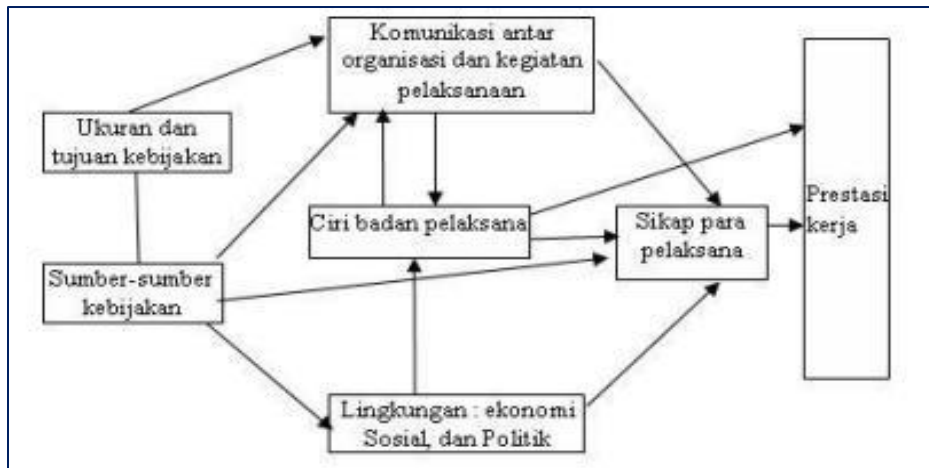 Komunikasi antar
organisasi dan kegiatan
pelaksanaan
Ukuran dan
tujuan kebijakan
Ciri badan pelaksana
Sikap para
pelaksana
Prestasi
kerja
Sumber-sumber
kebijakan
Lingkungan : ekonomi
Sosial, dan Politik